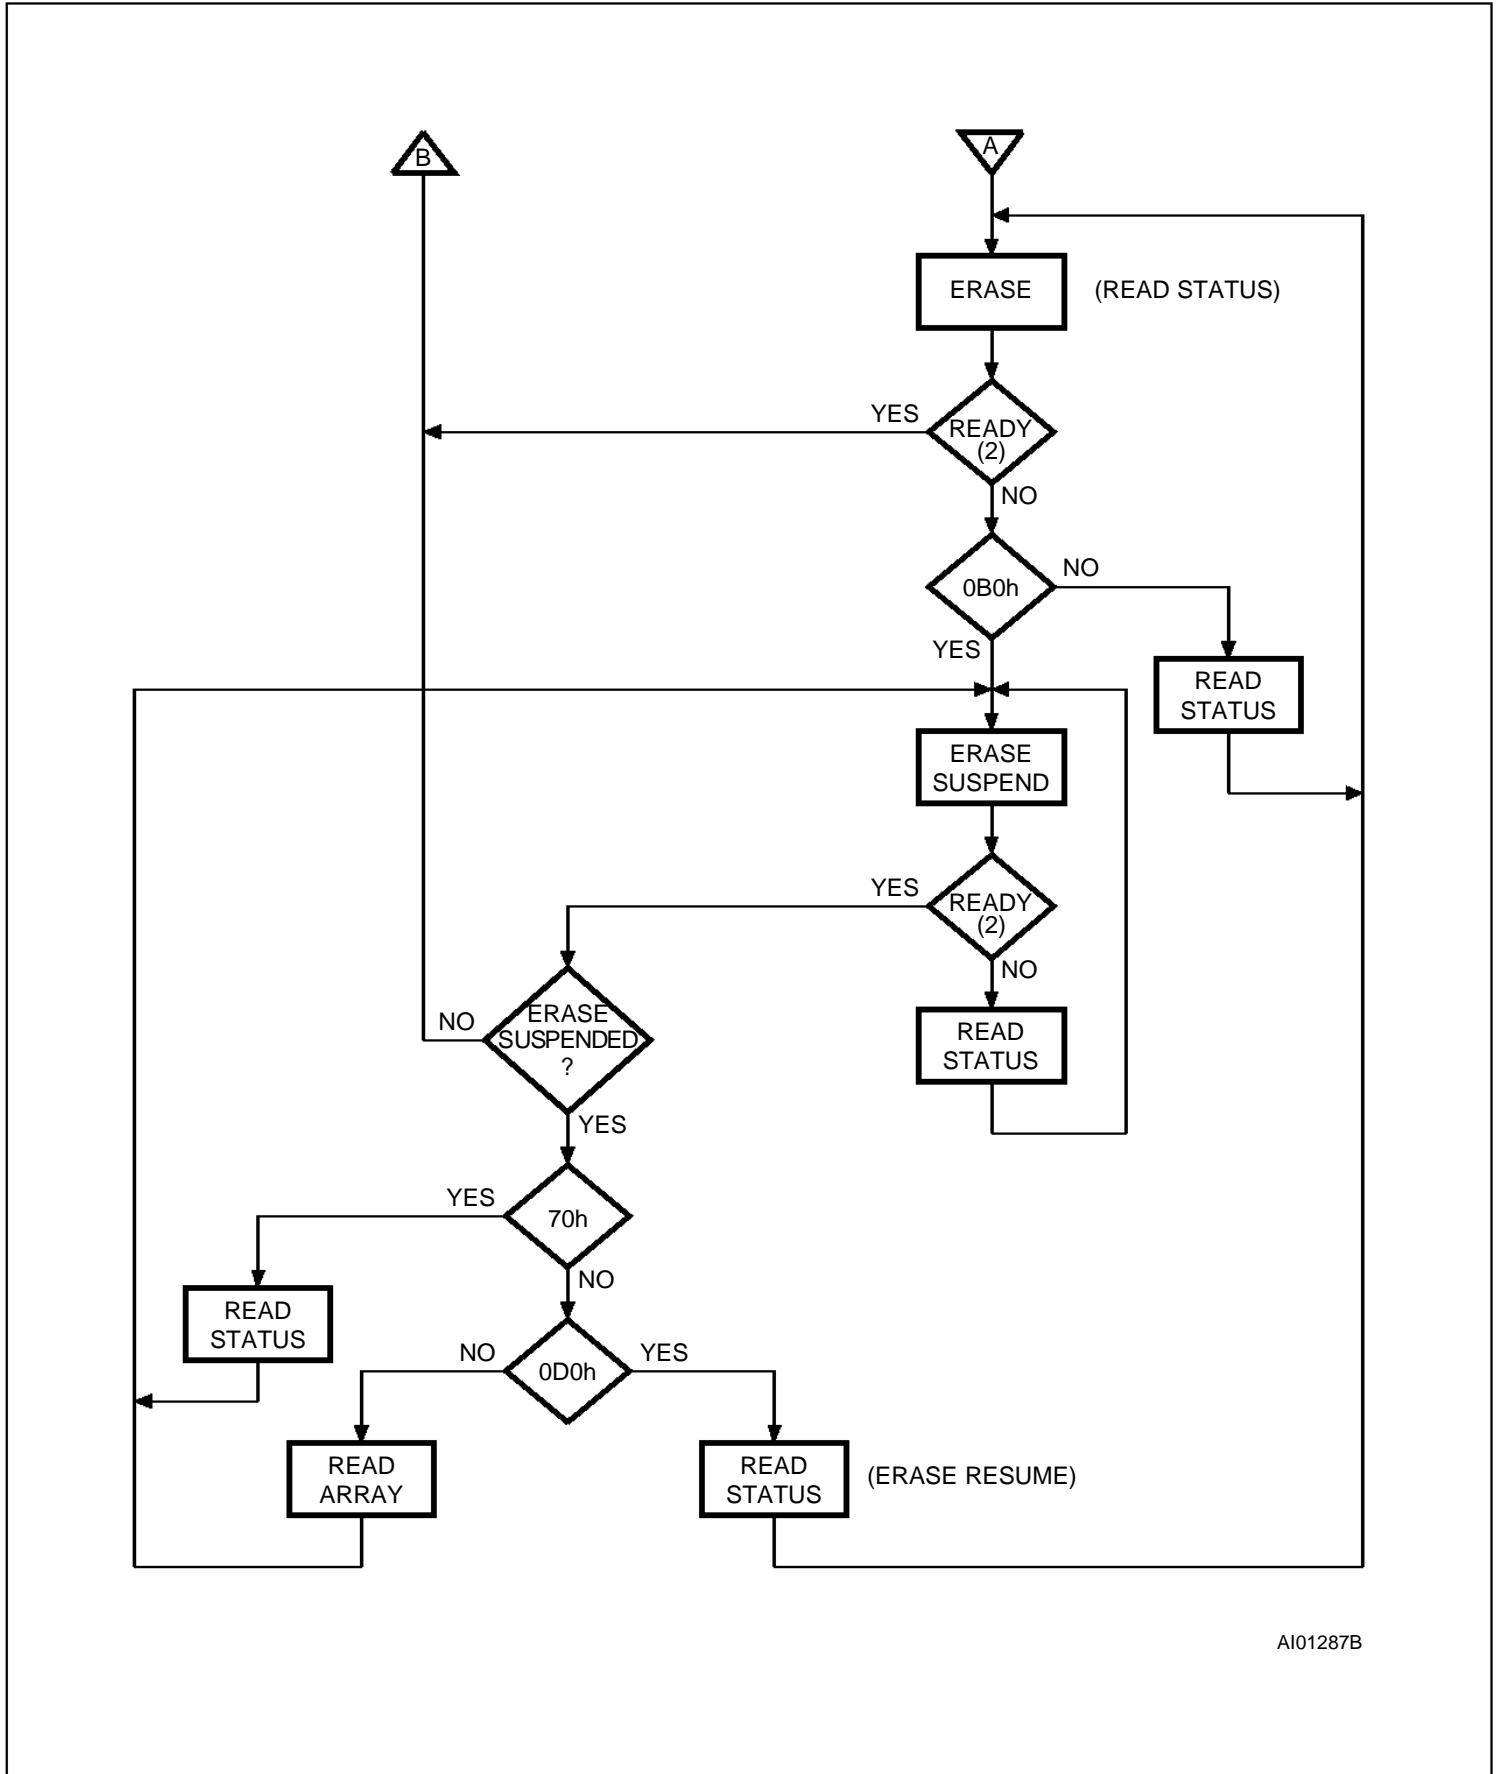 B
A
ERASE
(READ STATUS)
YES
READY
(2)
NO
0B0h
NO
YES
READ
STATUS
ERASE
SUSPEND
YES
READY
(2)
NO
ERASE
SUSPENDED
?
NO
READ
STATUS
YES
YES
70h
NO
READ
STATUS
NO
0D0h
YES
READ
ARRAY
READ
STATUS
(ERASE RESUME)
AI01287B